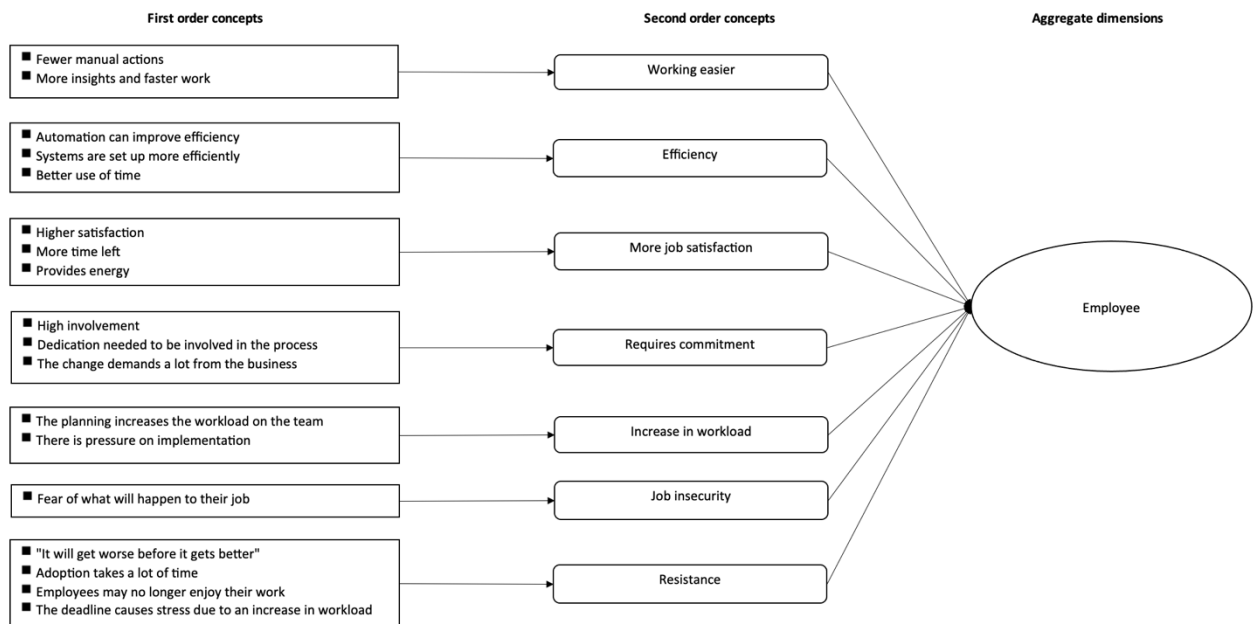 First order concepts
Second order concepts
Aggregate dimensions
■ Fewer manual actions
■ More insights and faster work
Working easier
■ Automation can improve efficiency
■ Systems are set up more efficiently
■ Better use of time
Efficiency
■ Higher satisfaction
■ More time left
■ Provides energy
More job satisfaction
■ High involvement
■ Dedication needed to be involved in the process
■ The change demands a lot from the business
Requires commitment
■ The planning increases the workload on the team
■ There is pressure on implementation
Increase in workload
■ Fear of what will happen to their job
Job insecurity
■ "It will get worse before it gets better"
■ Adoption takes a lot of time
■ Employees may no longer enjoy their work
■ The deadline causes stress due to an increase in workload
Resistance
Employee